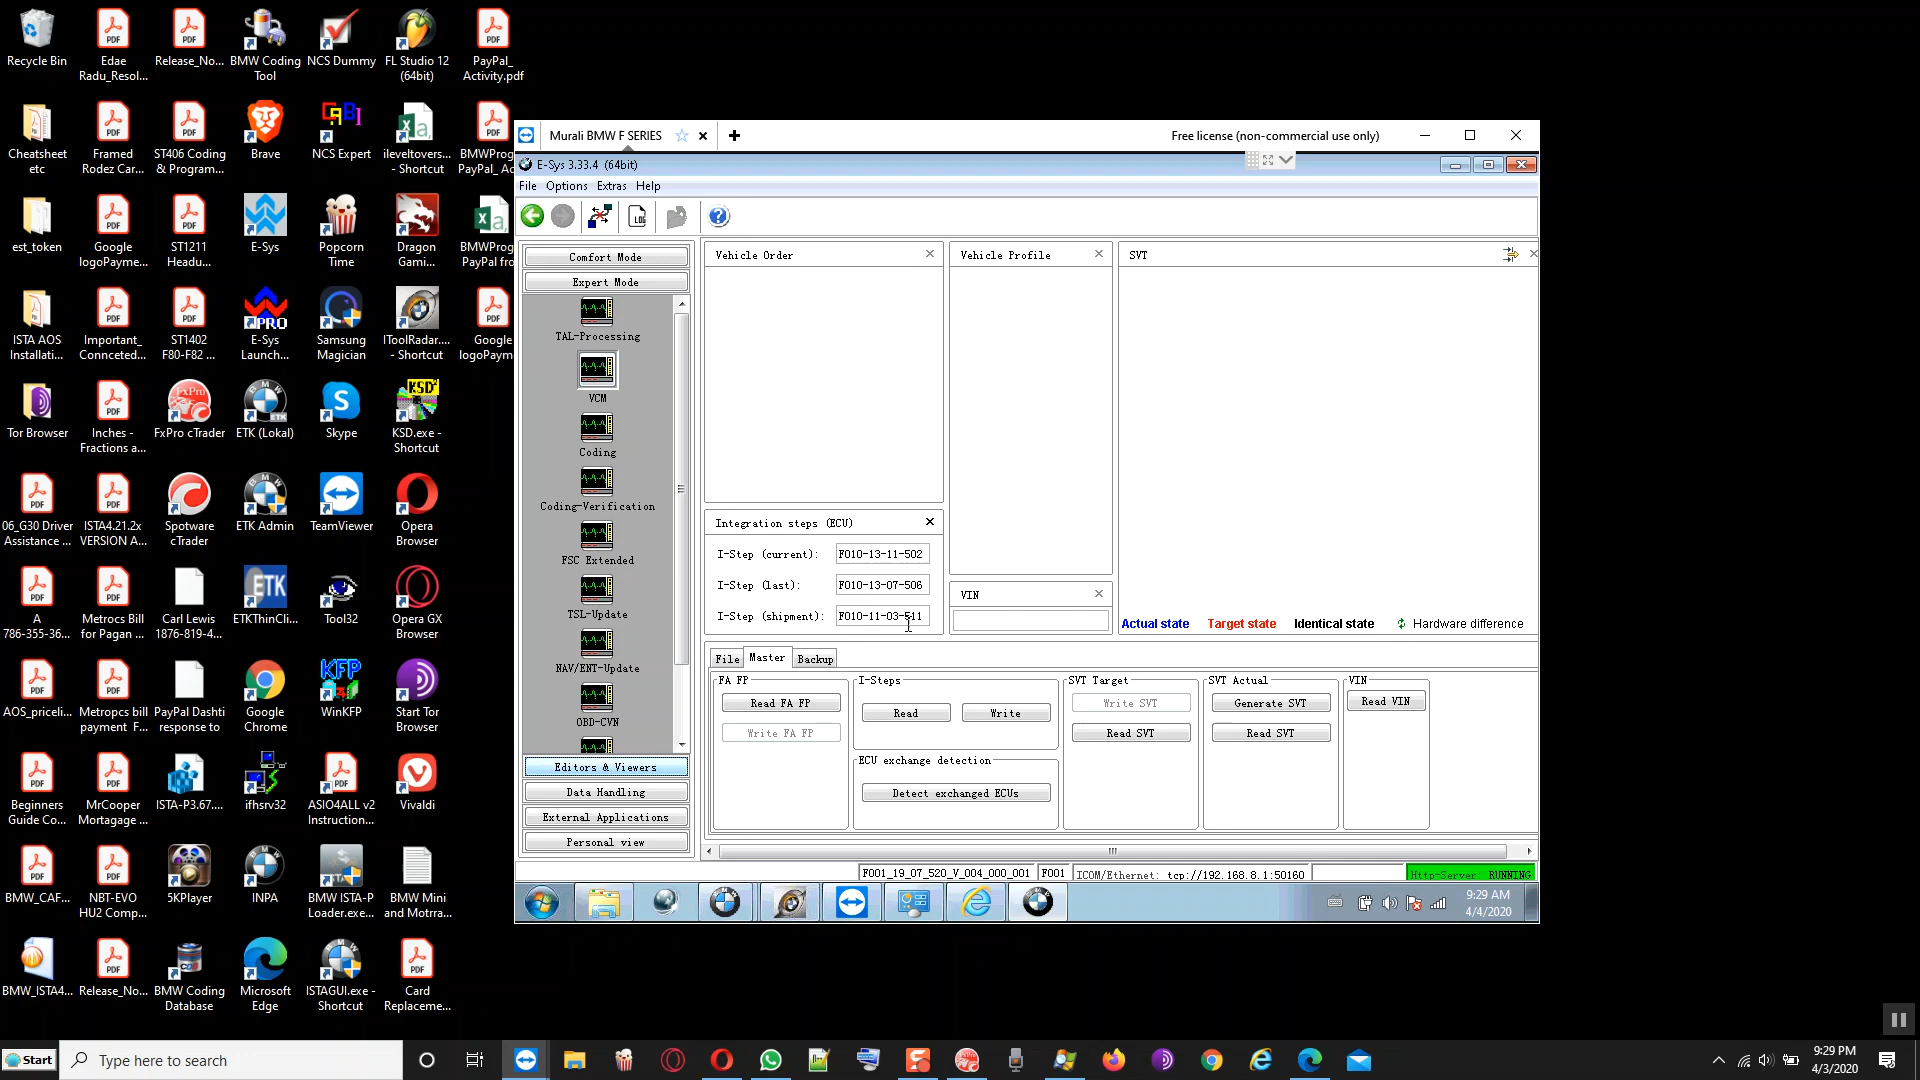 Recycle Bin
Edae
Radu_Resol...
Release_No...
BMW Coding
Tool
NCS Dummy
FL Studio 12
(64bit)
PayPal_
Activity.pdf
Cheatsheet
etc
Framed
Rodez Car...
ST406 Coding
& Program...
Brave
NCS Expert
ileveltovers...
- Shortcut
BMWProg
PayPal_ Ac
est_token
Google
logoPayme...
ST1211
Headu...
E-Sys
Popcorn
Time
Dragon
Gami...
BMWProg
PayPal fro
ISTA AOS
Installati...
Important_
Connceted...
ST1402
F80-F82 ...
E-Sys
Launch...
Samsung
Magician
IToolRadar....
- Shortcut
Google
logoPaym
Tor Browser
Inches -
Fractions a...
FxPro cTrader
ETK (Lokal)
Skype
KSD.exe -
Shortcut
06_G30 Driver
Assistance ...
ISTA4.21.2x
VERSION A...
Spotware
cTrader
ETK Admin
TeamViewer
Opera
Browser
A
786-355-36...
Metrocs Bill
for Pagan ...
Carl Lewis
1876-819-4...
ETKThinCli...
Tool32
Opera GX
Browser
AOS_priceli...
Metropcs bill
payment F...
PayPal Dashti
response to
Google
Chrome
WinKFP
Start Tor
Browser
Beginners
Guide Co...
MrCooper
Mortagage ...
ISTA-P3.67....
ifhsrv32
ASIO4ALL v2
Instruction...
Vivaldi
BMW_CAF...
NBT-EVO
HU2 Comp...
5KPlayer
INPA
BMW ISTA-P
Loader.exe...
BMW Mini
and Motrra...
BMW_ISTA4...
Release_No...
BMW Coding
Database
Microsoft
Edge
ISTAGUI.exe -
Shortcut
Card
Replaceme...
Murali BMW F SERIES
Free license (non-commercial use only)
E-Sys 3.33.4 (64bit)
File Options Extras Help
LOG
Comfort Mode
Expert Mode
TAL-Processing
VCM
Coding
Coding-Verification
FSC Extended
TSL-Update
NAV/ENT-Update
OBD-CVN
Editors & Viewers
Data Handling
External Applications
Personal view
Vehicle Order
Vehicle Profile
SVT
Integration steps (ECU)
I-Step (current): F010-13-11-502
I-Step (last): F010-13-07-506
I-Step (shipment): F010-11-03-511
VIN
Actual state Target state Identical state Hardware difference
File Master Backup
FA FP
Read FA FP
Write FA FP
I-Steps
Read Write
ECU exchange detection
Detect exchanged ECUs
SVT Target
Write SVT
Read SVT
SVT Actual
Generate SVT
Read SVT
VIN
Read VIN
F001_19_07_520_V_004_000_001 F001 ICOM/Ethernet: tcp://192.168.8.1:50160 Http-Server RUNNING
9:29 AM
4/4/2020
Start
Type here to search
9:29 PM
4/3/2020